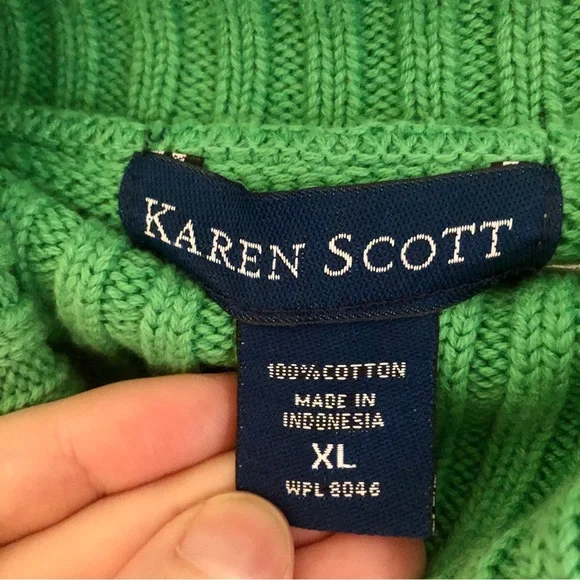 KAREN SCOTT
100% COTTON
MADE IN
INDONESIA
XL
WPL 8046